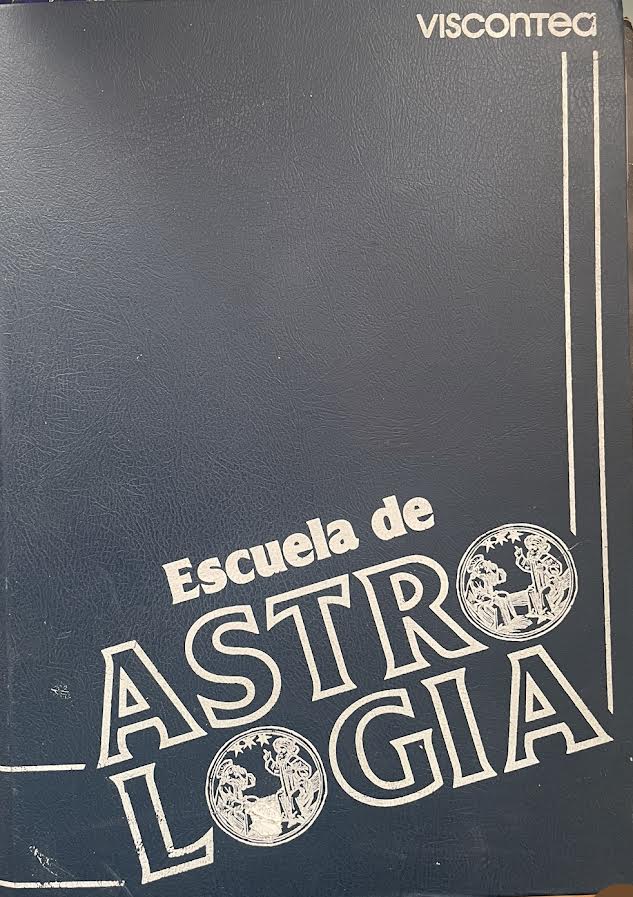 VISCONTEA
Escuela de
ASTRO
LOGIA